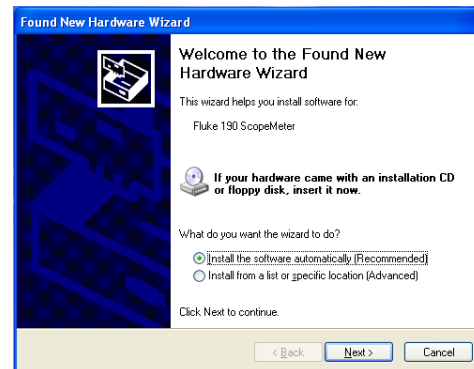 Found New Hardware Wizard
Welcome to the Found New
Hardware Wizard
This wizard helps you install software for:
Fluke 190 ScopeMeter
If your hardware came with an installation CD
or floppy disk, insert it now.
What do you want the wizard to do?
Install the software automatically (Recommended)
Install from a list or specific location (Advanced)
Click Next to continue.
< Back
Next >
Cancel